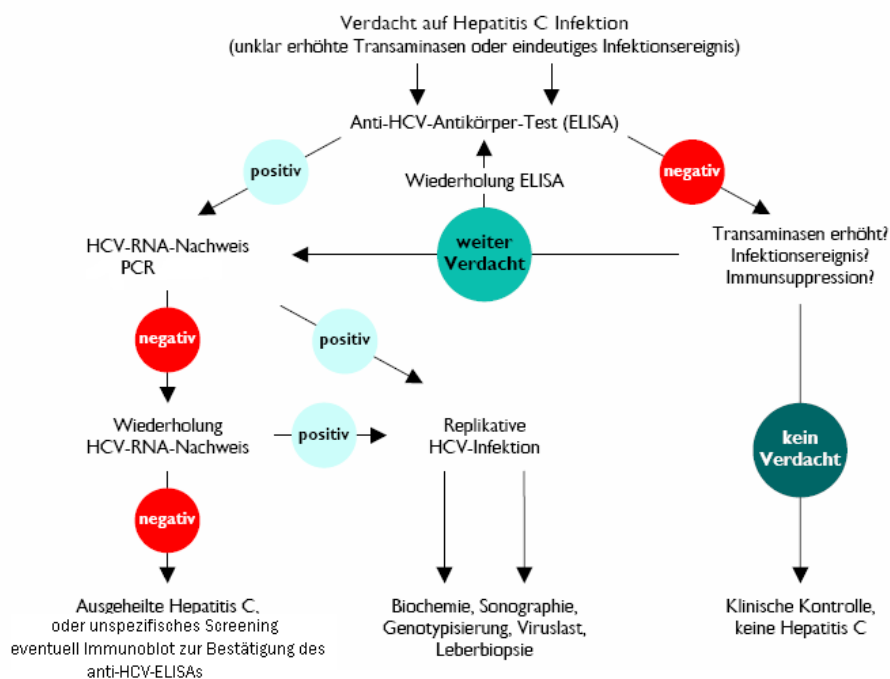 Verdacht auf Hepatitis C Infektion
(unklar erhöhte Transaminasen oder eindeutiges Infektionsereignis)
Anti-HCV-Antikörper-Test (ELISA)
positiv
Wiederholung ELISA
negativ
HCV-RNA-Nachweis
PCR
weiter
Verdacht
Transaminasen erhöht?
Infektionsereignis?
Immunsuppression?
negativ
positiv
Wiederholung
HCV-RNA-Nachweis
positiv
Replikative
HCV-Infektion
kein
Verdacht
negativ
Ausgeheilte Hepatitis C,
oder unspezifisches Screening
eventuell Immunoblot zur Bestätigung des
anti-HCV-ELISAs
Biochemie, Sonographie,
Genotypisierung, Viruslast,
Leberbiopsie
Klinische Kontrolle,
keine Hepatitis C